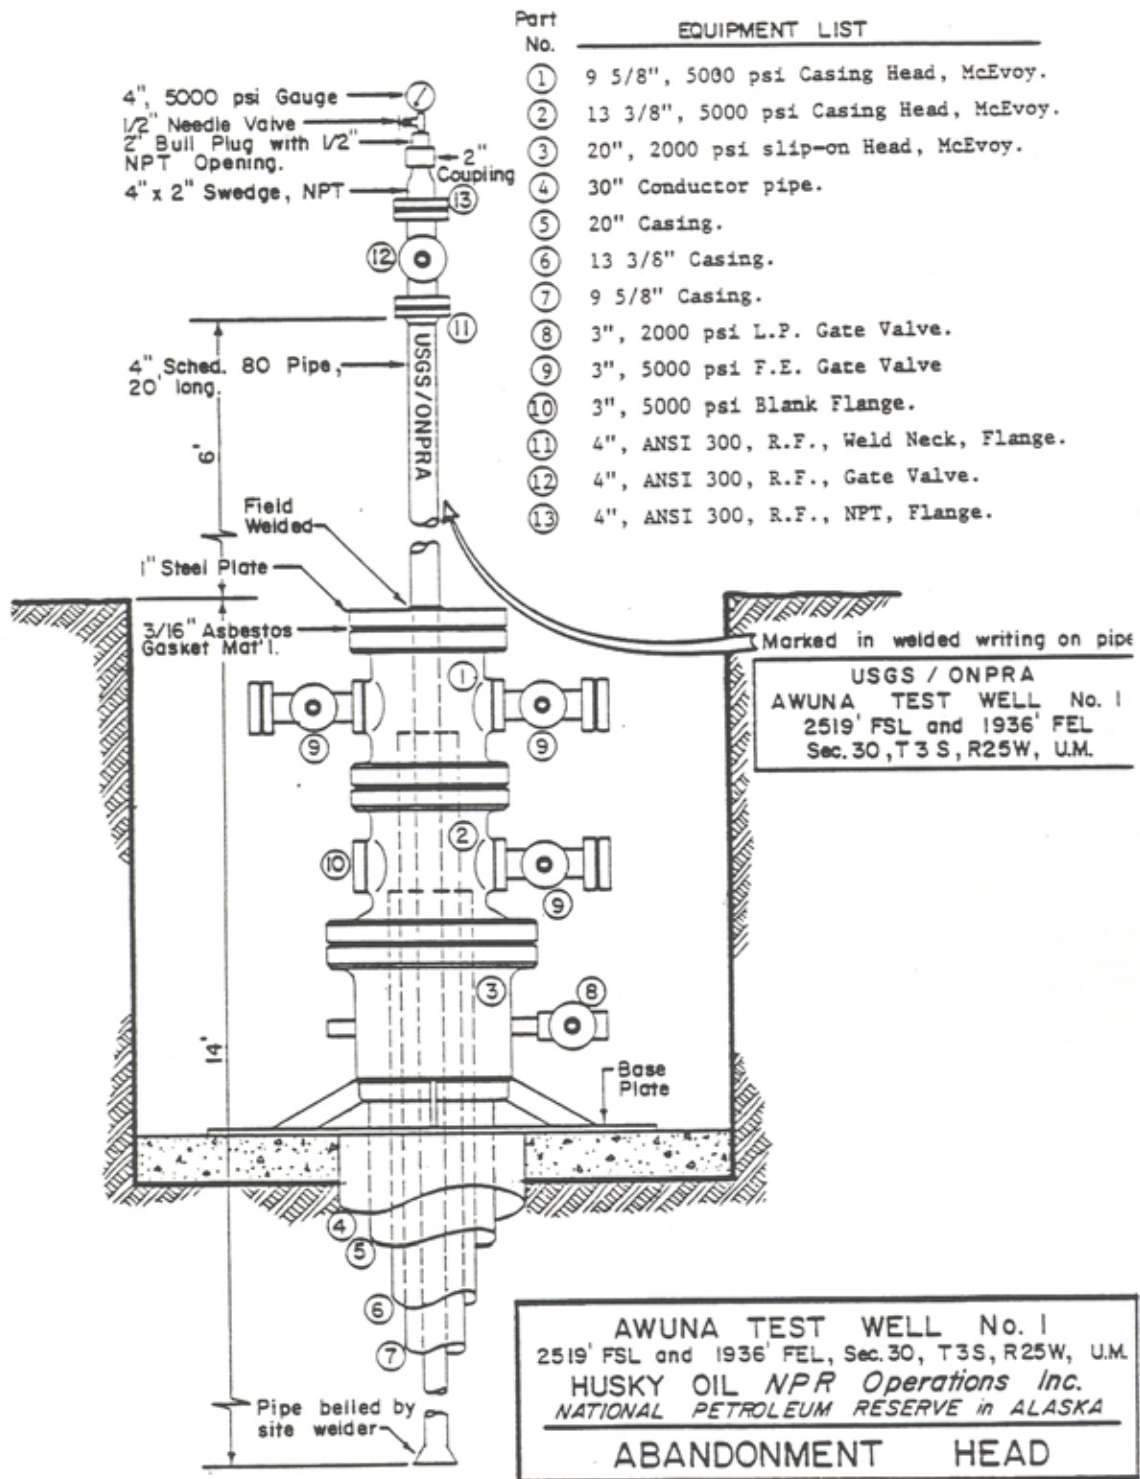 Part
No.
EQUIPMENT LIST
1 9 5/8", 5000 psi Casing Head, McEvoy.
2 13 3/8", 5000 psi Casing Head, McEvoy.
3 20", 2000 psi slip-on Head, McEvoy.
4 30" Conductor pipe.
5 20" Casing.
6 13 3/8" Casing.
7 9 5/8" Casing.
8 3", 2000 psi L.P. Gate Valve.
9 3", 5000 psi F.E. Gate Valve
10 3", 5000 psi Blank Flange.
11 4", ANSI 300, R.F., Weld Neck, Flange.
12 4", ANSI 300, R.F., Gate Valve.
13 4", ANSI 300, R.F., NPT, Flange.
4", 5000 psi Gauge
1/2" Needle Valve
2" Bull Plug with 1/2"
NPT Opening.
2"
Coupling
4" x 2" Swedge, NPT
13
12
11
4" Sched. 80 Pipe,
20' long.
USGS/ONPRA
6'
Field
Welded
1" Steel Plate
3/16" Asbestos
Gasket Mat'l.
Marked in welded writing on pipe
USGS / ONPRA
AWUNA TEST WELL No. 1
2519' FSL and 1936' FEL
Sec. 30, T3S, R25W, U.M.
1
9
9
2
10
9
3
8
14'
Base
Plate
4
5
6
7
Pipe belled by
site welder
AWUNA TEST WELL No. 1
2519' FSL and 1936' FEL, Sec. 30, T3S, R25W, U.M.
HUSKY OIL NPR Operations Inc.
NATIONAL PETROLEUM RESERVE in ALASKA
ABANDONMENT HEAD